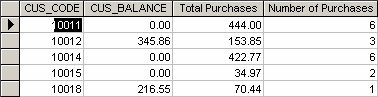 CUS_CODE CUS_BALANCE Total Purchases Number of Purchases
10011 0.00 444.00 6
10012 345.86 153.85 3
10014 0.00 422.77 6
10015 0.00 34.97 2
10018 216.55 70.44 1